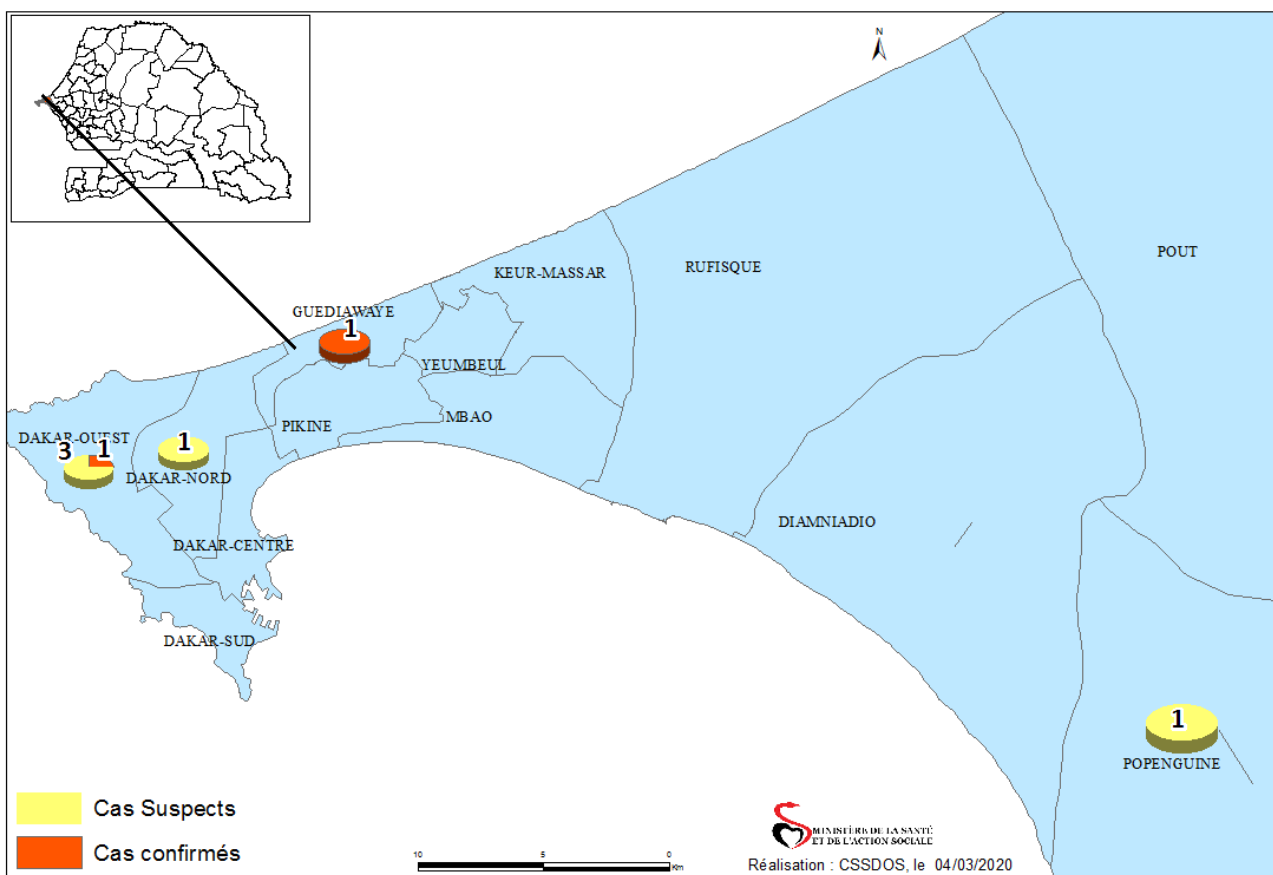 N
POUT
RUFISQUE
KEUR-MASSAR
GUEDIAWAYE
1
YEUMBEUL
MBAO
PIKINE
DAKAR-OUEST
3 1
1
DAKAR-NORD
DIAMNIADIO
DAKAR-CENTRE
DAKAR-SUD
1
POPENGUINE
Cas Suspects
Cas confirmés
10 5 0
Km
MINISTÈRE DE LA SANTÉ
ET DE L'ACTION SOCIALE
Réalisation : CSSDOS, le 04/03/2020